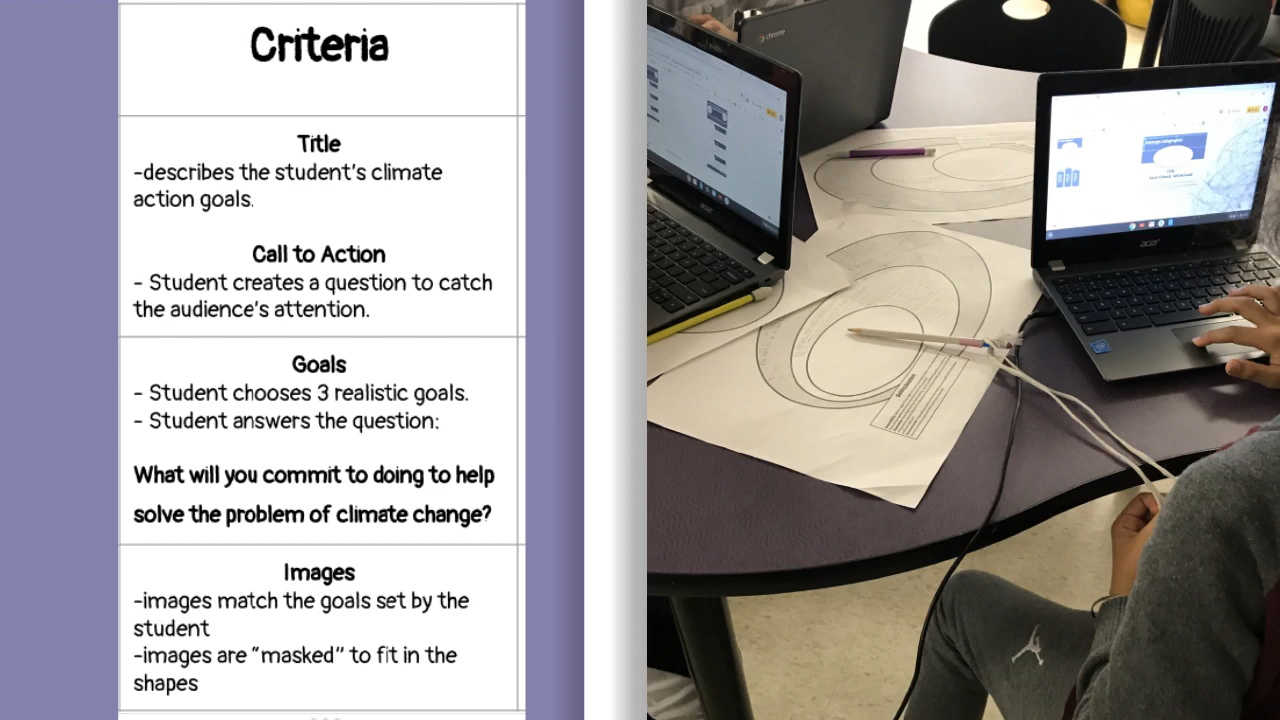 Criteria
Title
-describes the student's climate
action goals.
Call to Action
- Student creates a question to catch
the audience's attention.
Goals
- Student chooses 3 realistic goals.
- Student answers the question:
What will you commit to doing to help
solve the problem of climate change?
Images
-images match the goals set by the
student
-images are "masked" to fit in the
shapes
chrome
acer
acer